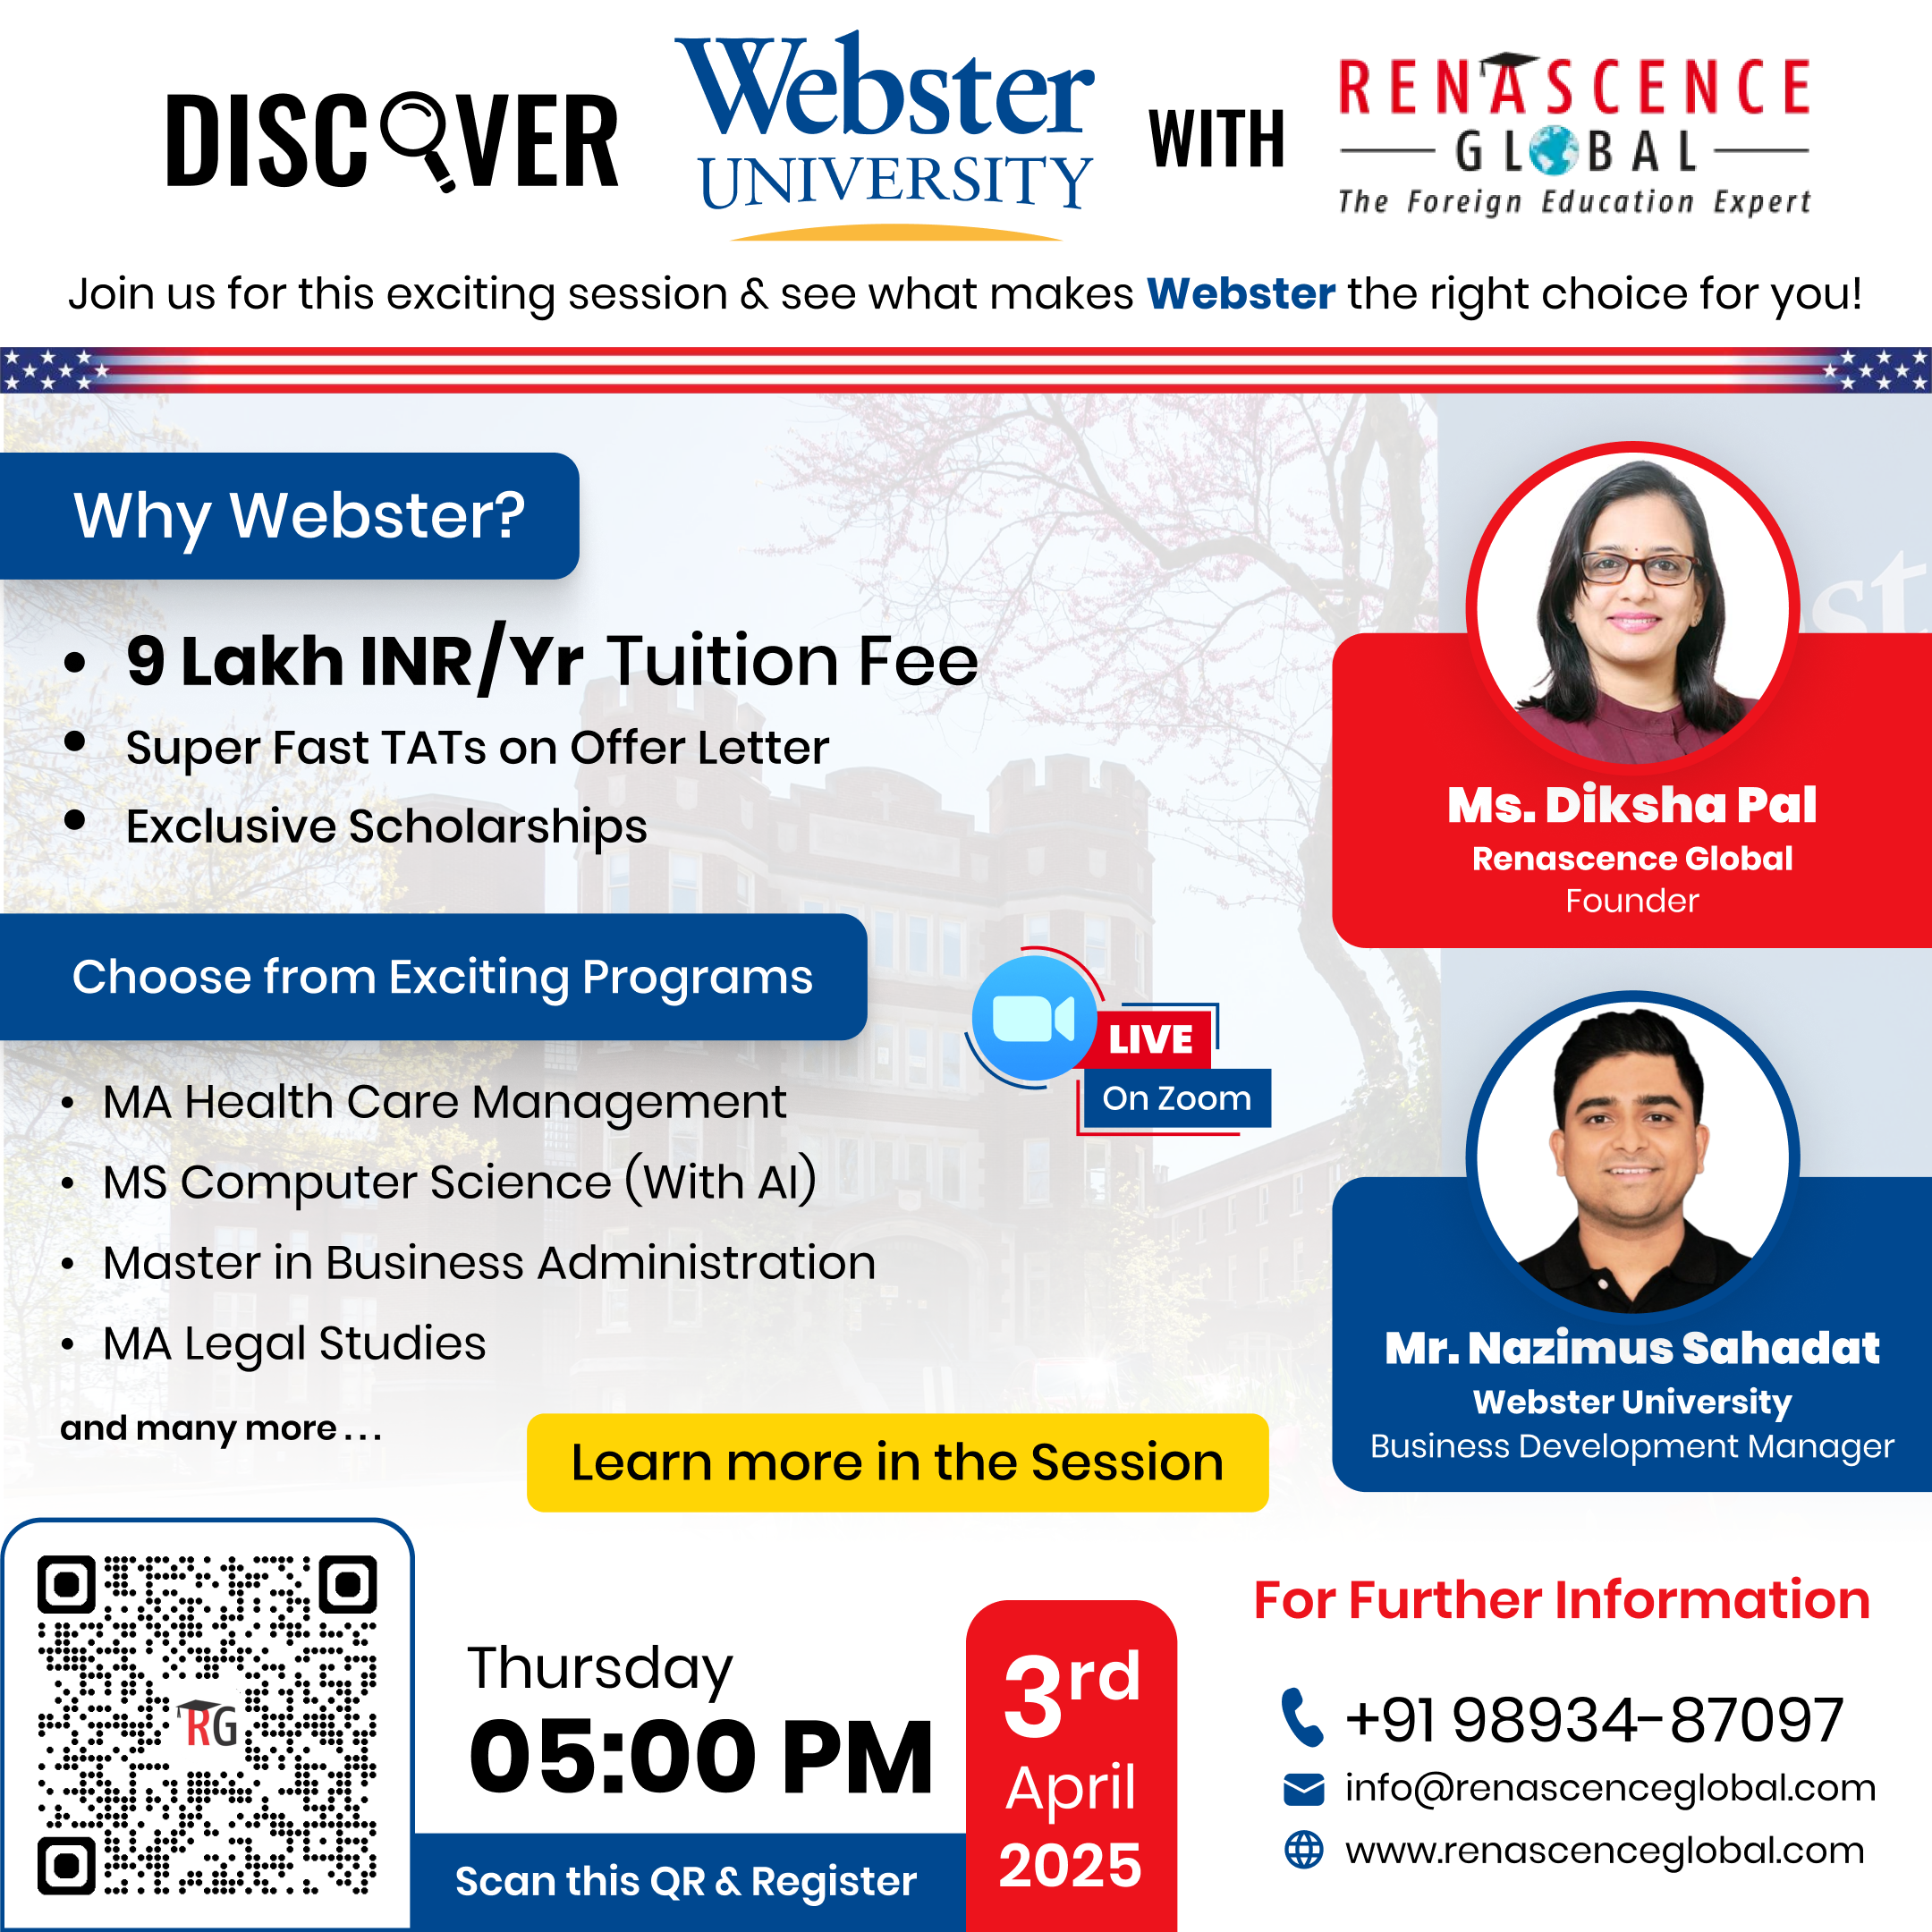 DISCOVER
Webster
UNIVERSITY
WITH
RENASCENCE
GLOBAL
The Foreign Education Expert
Join us for this exciting session & see what makes Webster the right choice for you!
Why Webster?
• 9 Lakh INR/Yr Tuition Fee
• Super Fast TATs on Offer Letter
• Exclusive Scholarships
st
Ms. Diksha Pal
Renascence Global
Founder
Choose from Exciting Programs
• MA Health Care Management
• MS Computer Science (With AI)
• Master in Business Administration
• MA Legal Studies
and many more...
LIVE
On Zoom
Mr. Nazimus Sahadat
Webster University
Business Development Manager
Learn more in the Session
RG
Thursday
05:00 PM
Scan this QR & Register
3rd
April
2025
For Further Information
+91 98934-87097
info@renascenceglobal.com
www.renascenceglobal.com